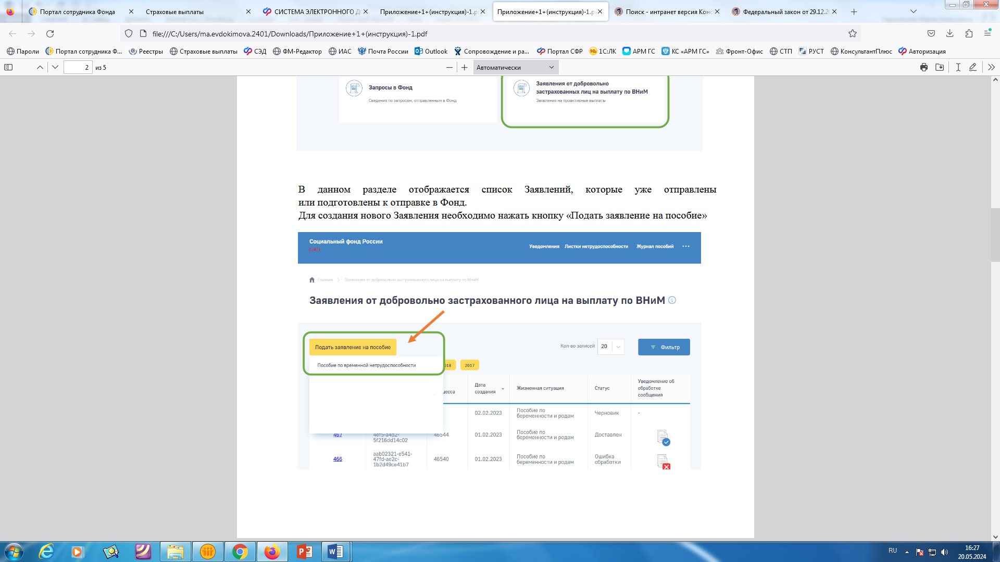 Портал сотрудника Фонда
Страховые выплаты
СИСТЕМА ЭЛЕКТРОННОГО Д
Приложение+1+(инструкция)-1.p
Приложение+1+(инструкция)-1.p
Поиск - интранет версия Конс
Федеральный закон от 29.12.20
file:///C:/Users/ma.evdokimova.2401/Downloads/Приложение+1+(инструкция)-1.pdf
Пароли
Портал сотрудника Ф...
Реестры
Страховые выплаты
СЭД
ФМ-Редактор
ИАС
Почта России
Outlook
Сопровождение и ра...
Портал СФР
1С:ЛК
АРМ ГС
КС «АРМ ГС»
Фронт-Офис
СТП
РУСТ
КонсультантПлюс
Авторизация
2
из 5
Автоматически
Запросы в Фонд
Сведения по запросам, отправленным в Фонд
Заявления от добровольно
застрахованных лиц на выплату по ВНиМ
Заявления на проактивные выплаты
В данном разделе отображается список Заявлений, которые уже отправлены
или подготовлены к отправке в Фонд.
Для создания нового Заявления необходимо нажать кнопку «Подать заявление на пособие»
Социальный фонд России
(UAT)
Уведомления
Листки нетрудоспособности
Журнал пособий
Главная
Заявления от добровольно застрахованного лица на выплату по ВНиМ
Заявления от добровольно застрахованного лица на выплату по ВНиМ
Подать заявление на пособие
Кол-во записей
20
Фильтр
Пособие по временной нетрудоспособности
018
2017
цесса
Дата
создания
Жизненная ситуация
Статус
Уведомление об
обработке
сообщения
02.02.2023
Пособие по
беременности и родам
Черновик
-
467
4ef5-a4d2-
5f216dd14c02
46544
01.02.2023
Пособие по
беременности и родам
Доставлен
466
aab02321-e541-
47fd-ae2c-
1b2d49ce41b7
46540
01.02.2023
Пособие по
беременности и родам
Ошибка
обработки
RU
16:27
20.05.2024